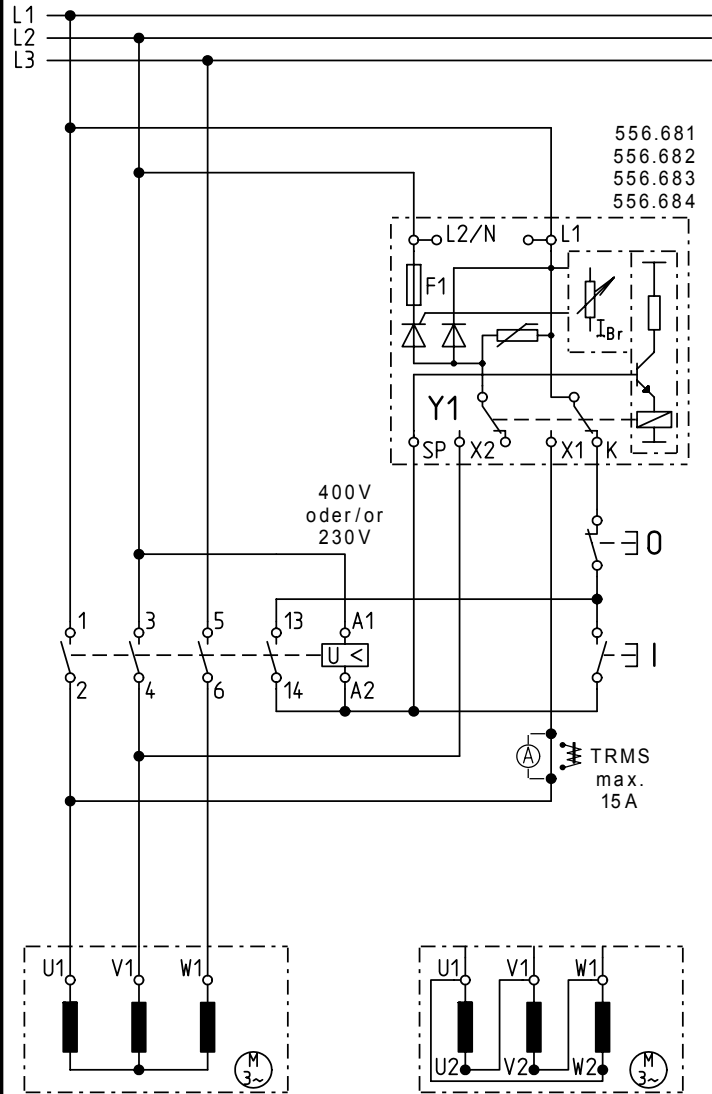 L1
L2
L3
556.681
556.682
556.683
556.684
L2/N
L1
F1
IBr
Y1
SP
X2
X1
K
400V
oder/or
230V
O
1
3
5
13
A1
U <
I
2
4
6
14
A2
A
TRMS
max.
15A
U1
V1
W1
M
3~
U1
V1
W1
U2
V2
W2
M
3~